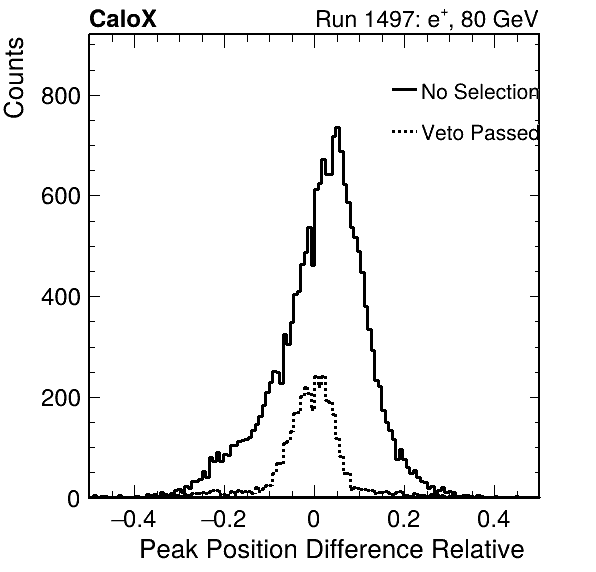 CaloX Run 1497: e+, 80 GeV
Counts
800
600
400
200
0
No Selection
Veto Passed
−0.4 −0.2 0 0.2 0.4
Peak Position Difference Relative